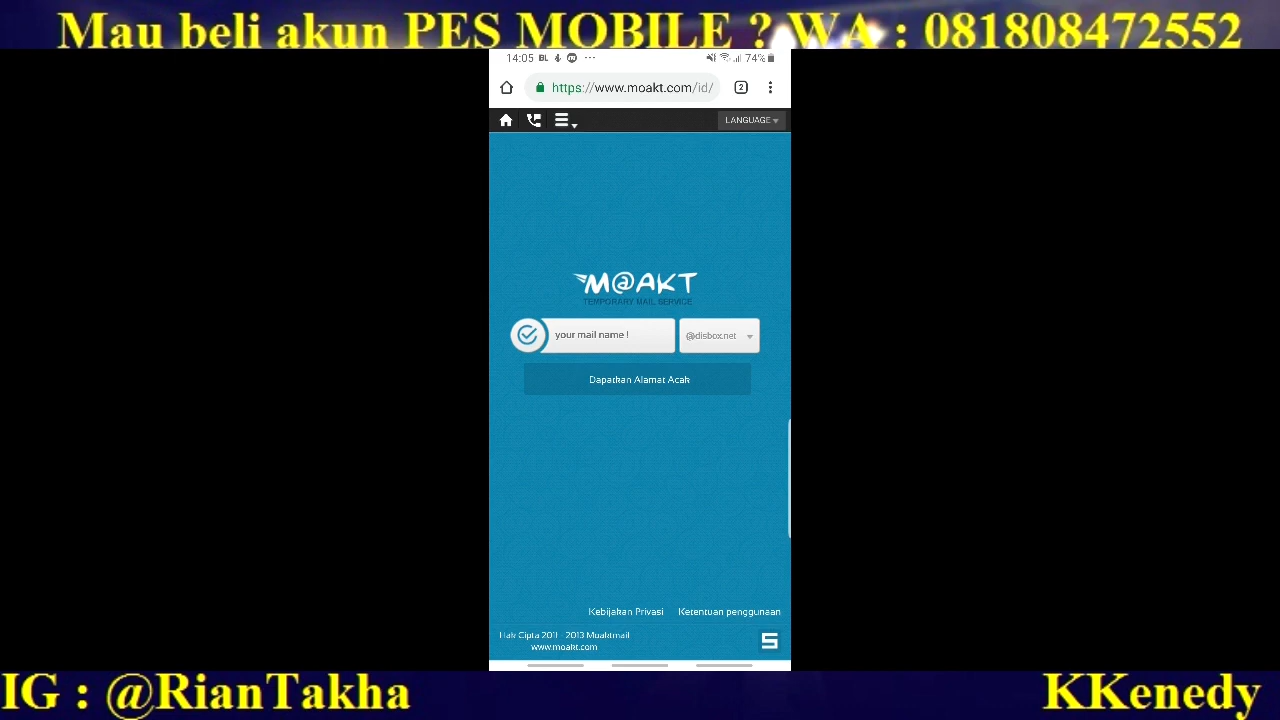 Mau beli akun PES MOBILE ? WA : 081808472552
14:05 BL ... 74%
https://www.moakt.com/id/ 2
LANGUAGE
M@AKT
TEMPORARY MAIL SERVICE
your mail name ! @disbox.net
Dapatkan Alamat Acak
Kebijakan Privasi Ketentuan penggunaan
Hak Cipta 2011 - 2013 Moaktmail
www.moakt.com
IG : @RianTakha KKenedy